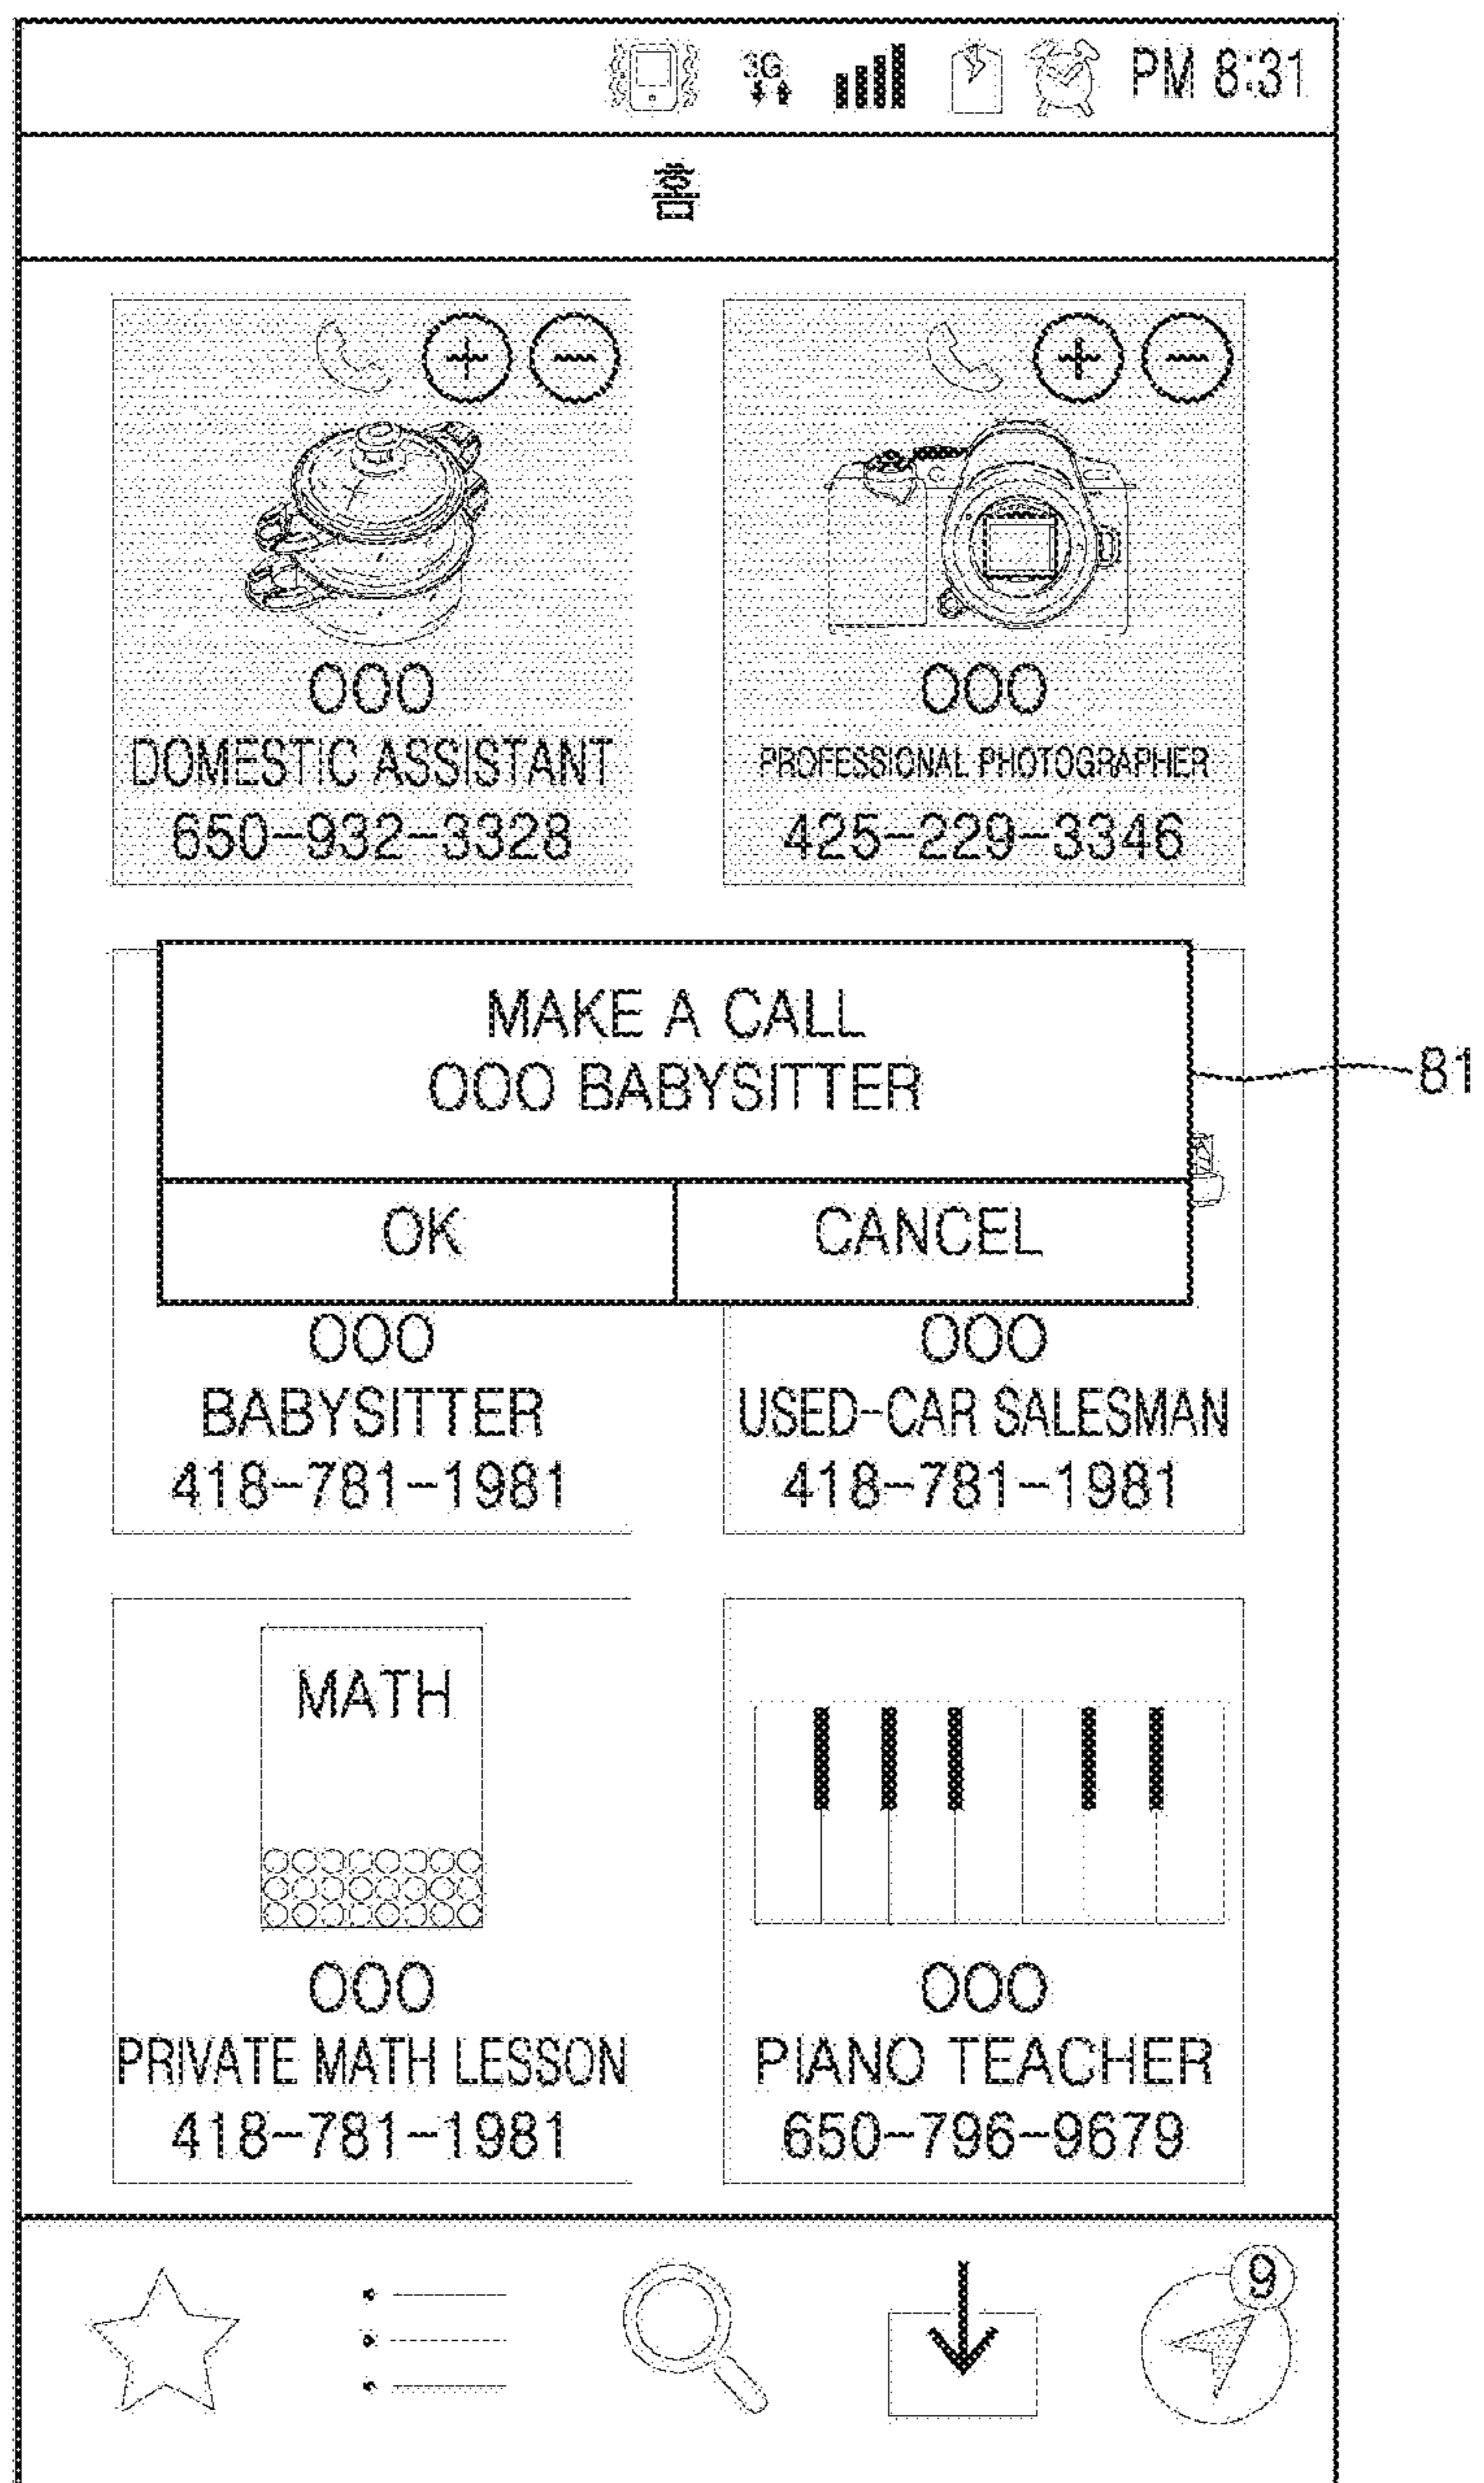 3G PM 8:31
홈
OOO
DOMESTIC ASSISTANT
650-932-3328
OOO
PROFESSIONAL PHOTOGRAPHER
425-229-3346
MAKE A CALL
OOO BABYSITTER
81
OK
CANCEL
OOO
BABYSITTER
418-781-1981
OOO
USED-CAR SALESMAN
418-781-1981
MATH
OOO
PRIVATE MATH LESSON
418-781-1981
OOO
PIANO TEACHER
650-796-9679
9